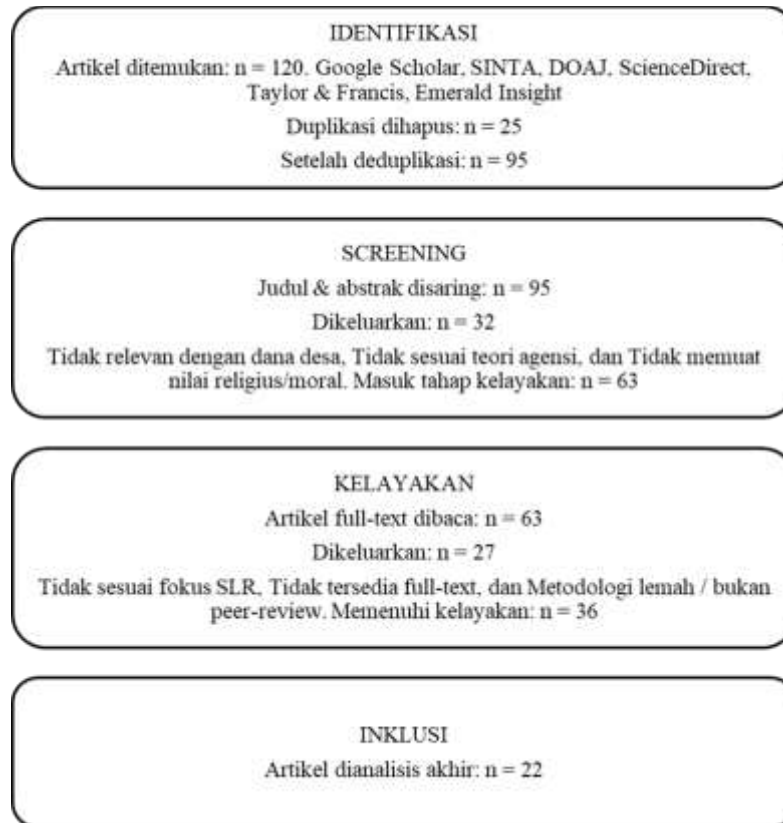 IDENTIFIKASI
Artikel ditemukan: n = 120. Google Scholar, SINTA, DOAJ, ScienceDirect,
Taylor & Francis, Emerald Insight
Duplikasi dihapus: n = 25
Setelah deduplikasi: n = 95
SCREENING
Judul & abstrak disaring: n = 95
Dikeluarkan: n = 32
Tidak relevan dengan dana desa, Tidak sesuai teori agensi, dan Tidak memuat
nilai religius/moral. Masuk tahap kelayakan: n = 63
KELAYAKAN
Artikel full-text dibaca: n = 63
Dikeluarkan: n = 27
Tidak sesuai fokus SLR, Tidak tersedia full-text, dan Metodologi lemah / bukan
peer-review. Memenuhi kelayakan: n = 36
INKLUSI
Artikel dianalisis akhir: n = 22